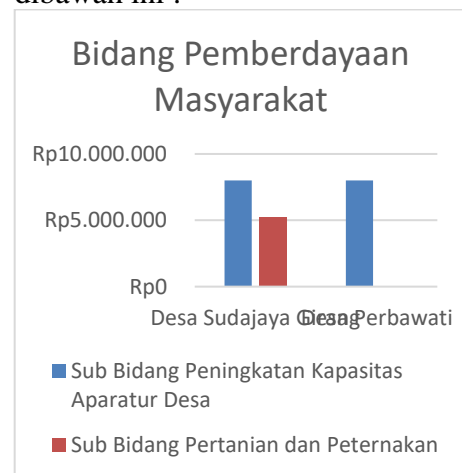 dibawah ini :
Bidang Pemberdayaan
Masyarakat
Rp10.000.000
Rp5.000.000
Rp0
Desa Sudajaya Girang Desa Perbawati
Sub Bidang Peningkatan Kapasitas
Aparatur Desa
Sub Bidang Pertanian dan Peternakan